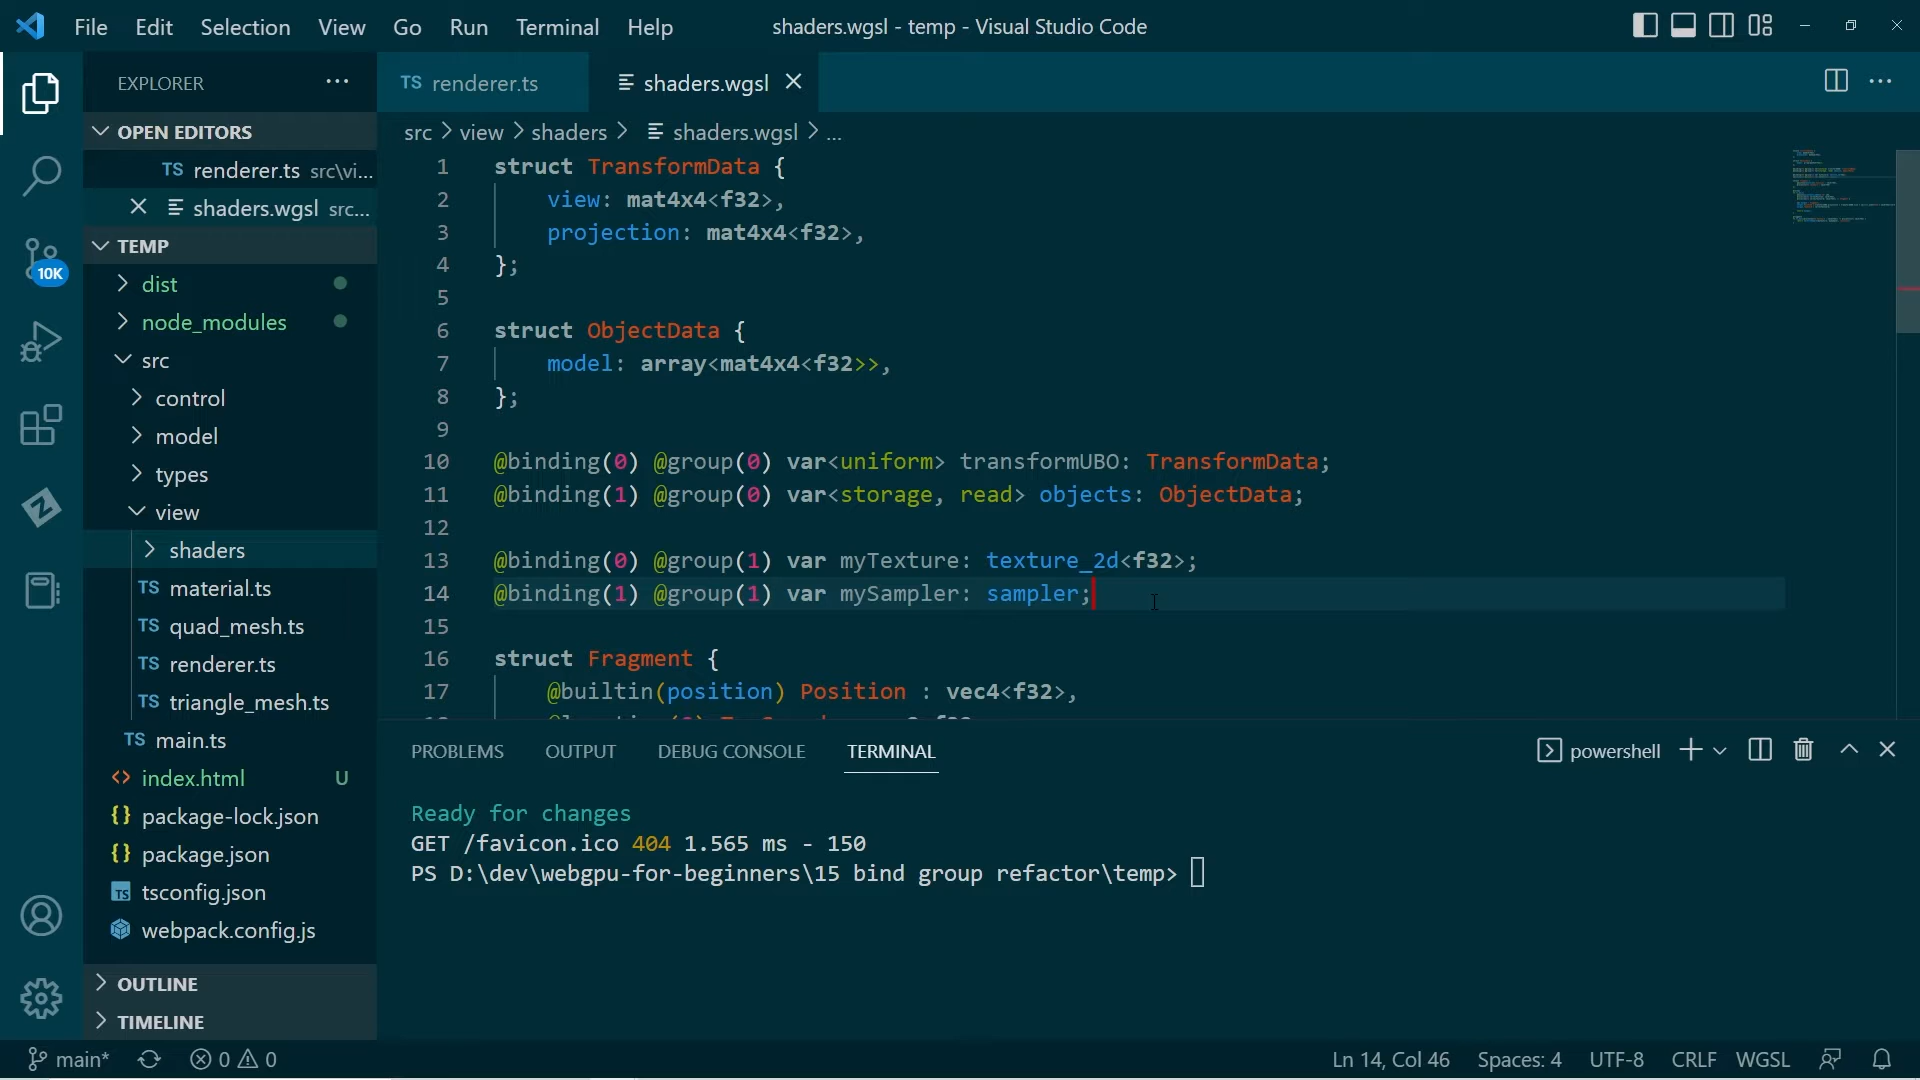 File Edit Selection View Go Run Terminal Help
shaders.wgsl - temp - Visual Studio Code
EXPLORER
OPEN EDITORS
TS renderer.ts src\vi...
shaders.wgsl src...
TEMP
dist
node_modules
src
control
model
types
view
shaders
TS material.ts
TS quad_mesh.ts
TS renderer.ts
TS triangle_mesh.ts
TS main.ts
index.html U
{} package-lock.json
{} package.json
TS tsconfig.json
webpack.config.js
OUTLINE
TIMELINE
10K
TS renderer.ts
shaders.wgsl
src > view > shaders > shaders.wgsl > ...
1 struct TransformData {
2 view: mat4x4<f32>,
3 projection: mat4x4<f32>,
4 };
5
6 struct ObjectData {
7 model: array<mat4x4<f32>>,
8 };
9
10 @binding(0) @group(0) var<uniform> transformUBO: TransformData;
11 @binding(1) @group(0) var<storage, read> objects: ObjectData;
12
13 @binding(0) @group(1) var myTexture: texture_2d<f32>;
14 @binding(1) @group(1) var mySampler: sampler;
15
16 struct Fragment {
17 @builtin(position) Position : vec4<f32>,
PROBLEMS OUTPUT DEBUG CONSOLE TERMINAL
powershell
Ready for changes
GET /favicon.ico 404 1.565 ms - 150
PS D:\dev\webgpu-for-beginners\15 bind group refactor\temp>
main* 0 0
Ln 14, Col 46 Spaces: 4 UTF-8 CRLF WGSL